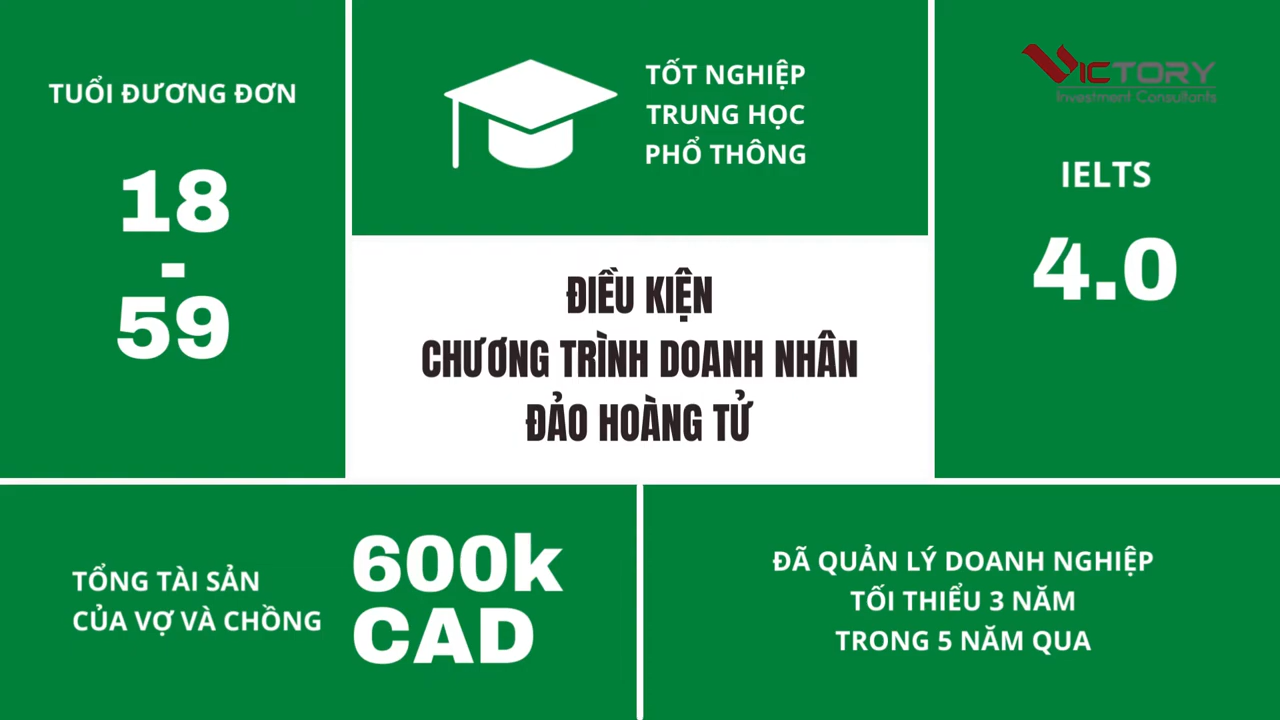 TUỔI ĐƯƠNG ĐƠN
18
-
59
TỐT NGHIỆP
TRUNG HỌC
PHỔ THÔNG
VICTORY
Investment Consultants
IELTS
4.0
ĐIỀU KIỆN
CHƯƠNG TRÌNH DOANH NHÂN
ĐẢO HOÀNG TỬ
TỔNG TÀI SẢN
CỦA VỢ VÀ CHỒNG
600k
CAD
ĐÃ QUẢN LÝ DOANH NGHIỆP
TỐI THIỂU 3 NĂM
TRONG 5 NĂM QUA